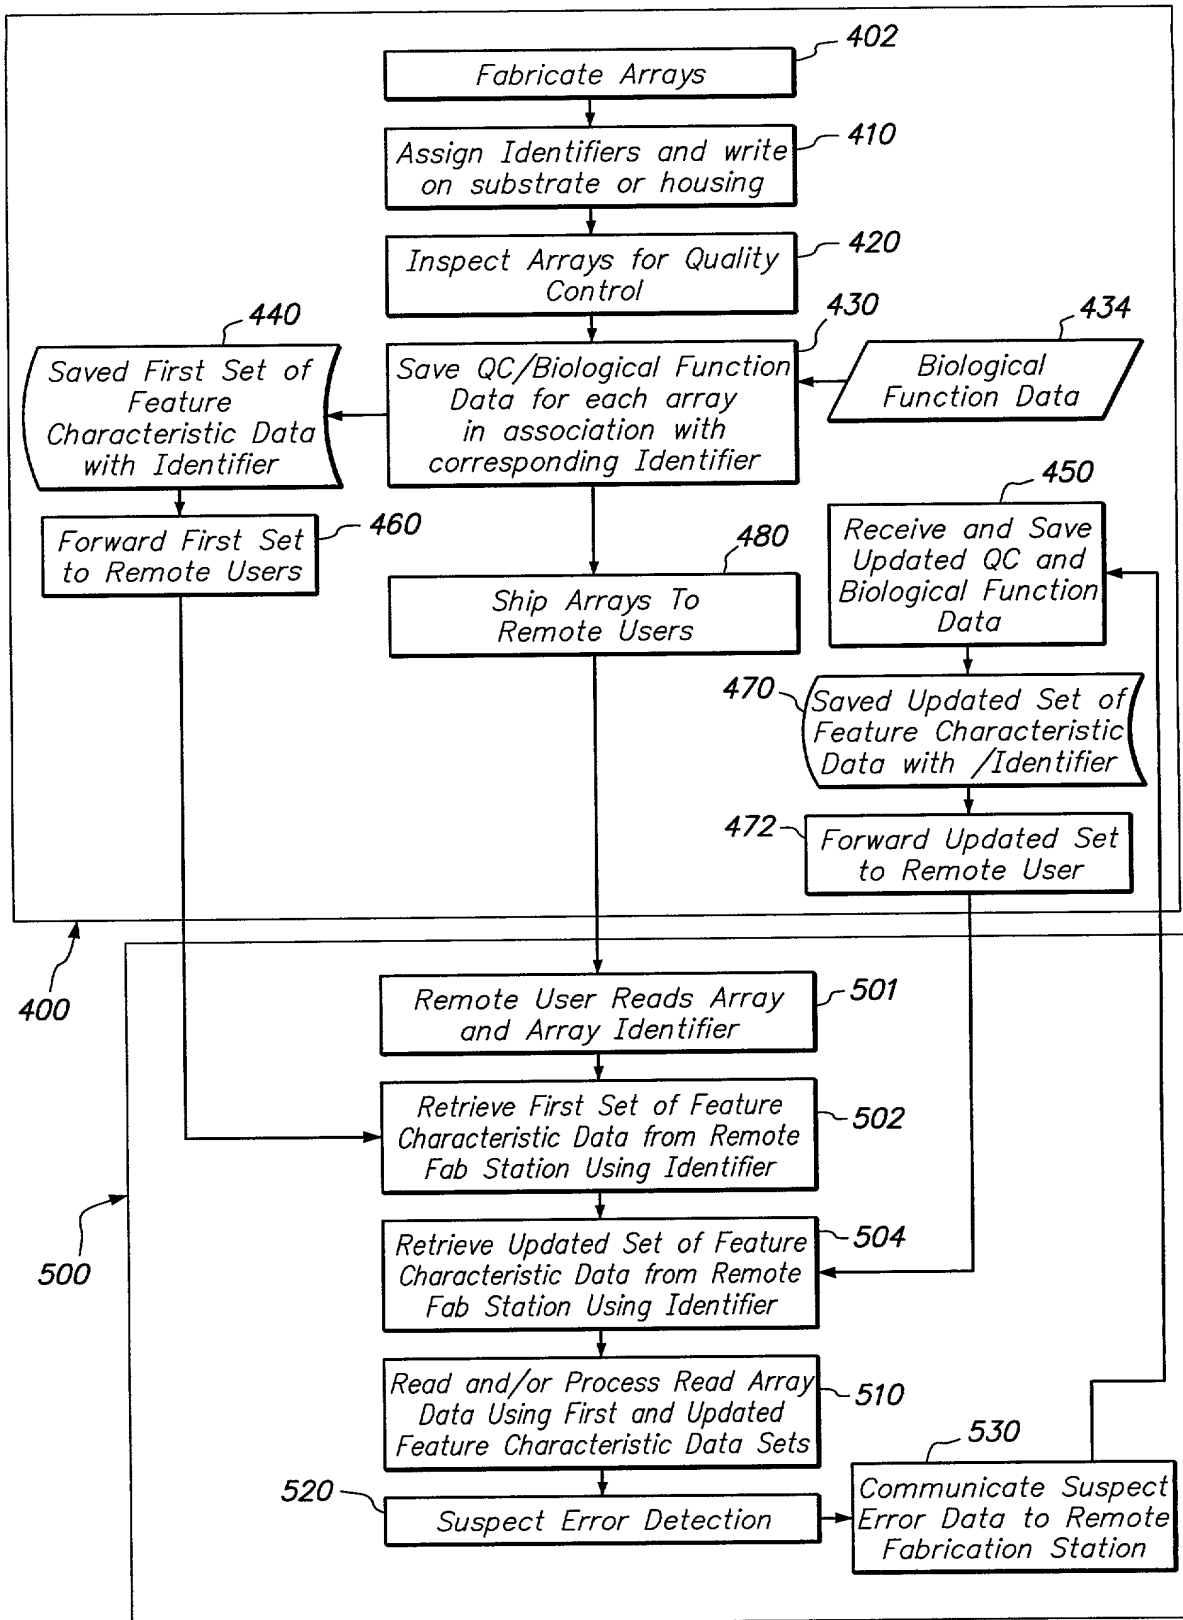 402
Fabricate Arrays
410
Assign Identifiers and write
on substrate or housing
420
Inspect Arrays for Quality
Control
430
Save QC/Biological Function
Data for each array
in association with
corresponding Identifier
434
Biological
Function Data
440
Saved First Set of
Feature
Characteristic Data
with Identifier
460
Forward First Set
to Remote Users
480
Ship Arrays To
Remote Users
450
Receive and Save
Updated QC and
Biological Function
Data
470
Saved Updated Set of
Feature Characteristic
Data with /Identifier
472
Forward Updated Set
to Remote User
400
501
Remote User Reads Array
and Array Identifier
502
Retrieve First Set of Feature
Characteristic Data from Remote
Fab Station Using Identifier
500
504
Retrieve Updated Set of Feature
Characteristic Data from Remote
Fab Station Using Identifier
510
Read and/or Process Read Array
Data Using First and Updated
Feature Characteristic Data Sets
520
Suspect Error Detection
530
Communicate Suspect
Error Data to Remote
Fabrication Station